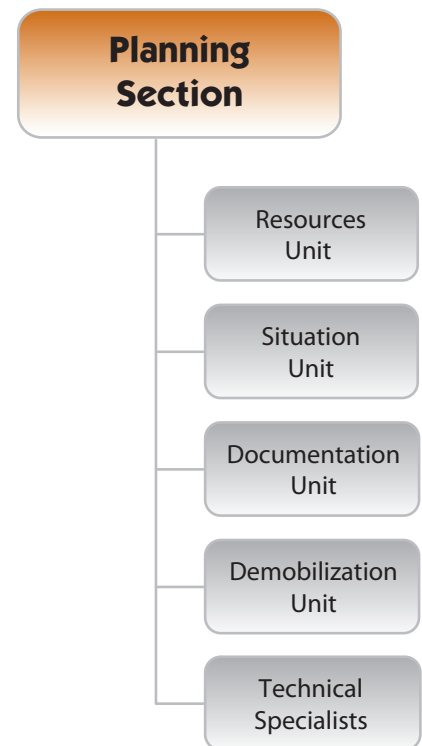 Planning
Section
Resources
Unit
Situation
Unit
Documentation
Unit
Demobilization
Unit
Technical
Specialists